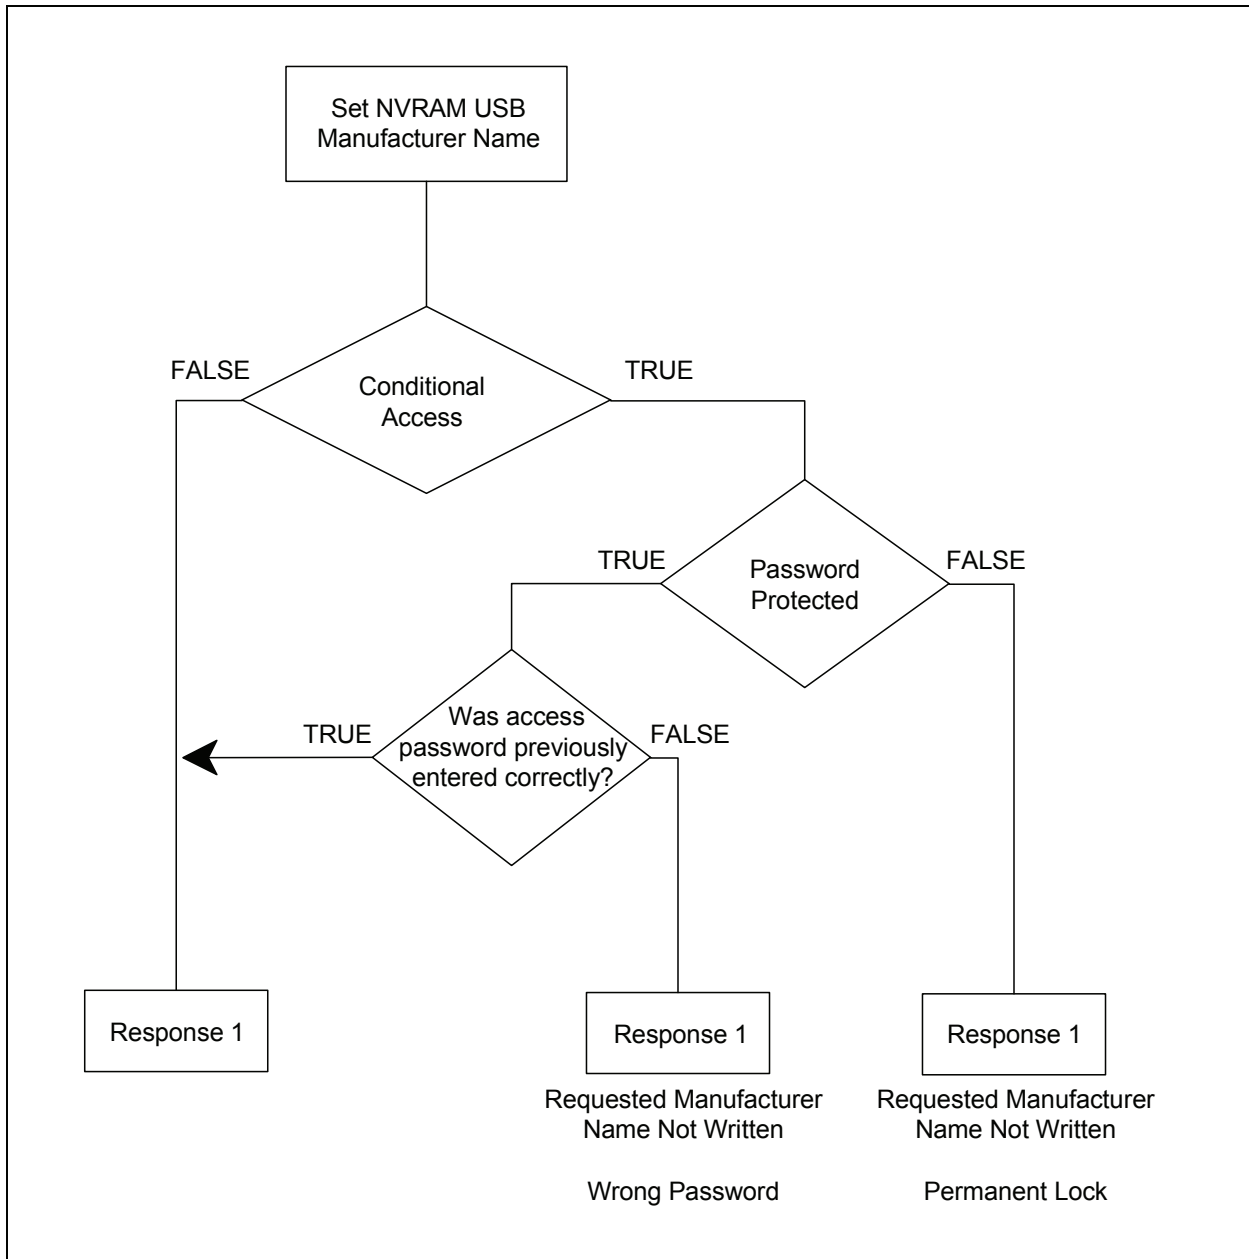 Set NVRAM USB
Manufacturer Name
FALSE
TRUE
Conditional
Access
TRUE
FALSE
Password
Protected
TRUE
FALSE
Was access
password previously
entered correctly?
Response 1
Response 1
Requested Manufacturer
Name Not Written
Wrong Password
Response 1
Requested Manufacturer
Name Not Written
Permanent Lock